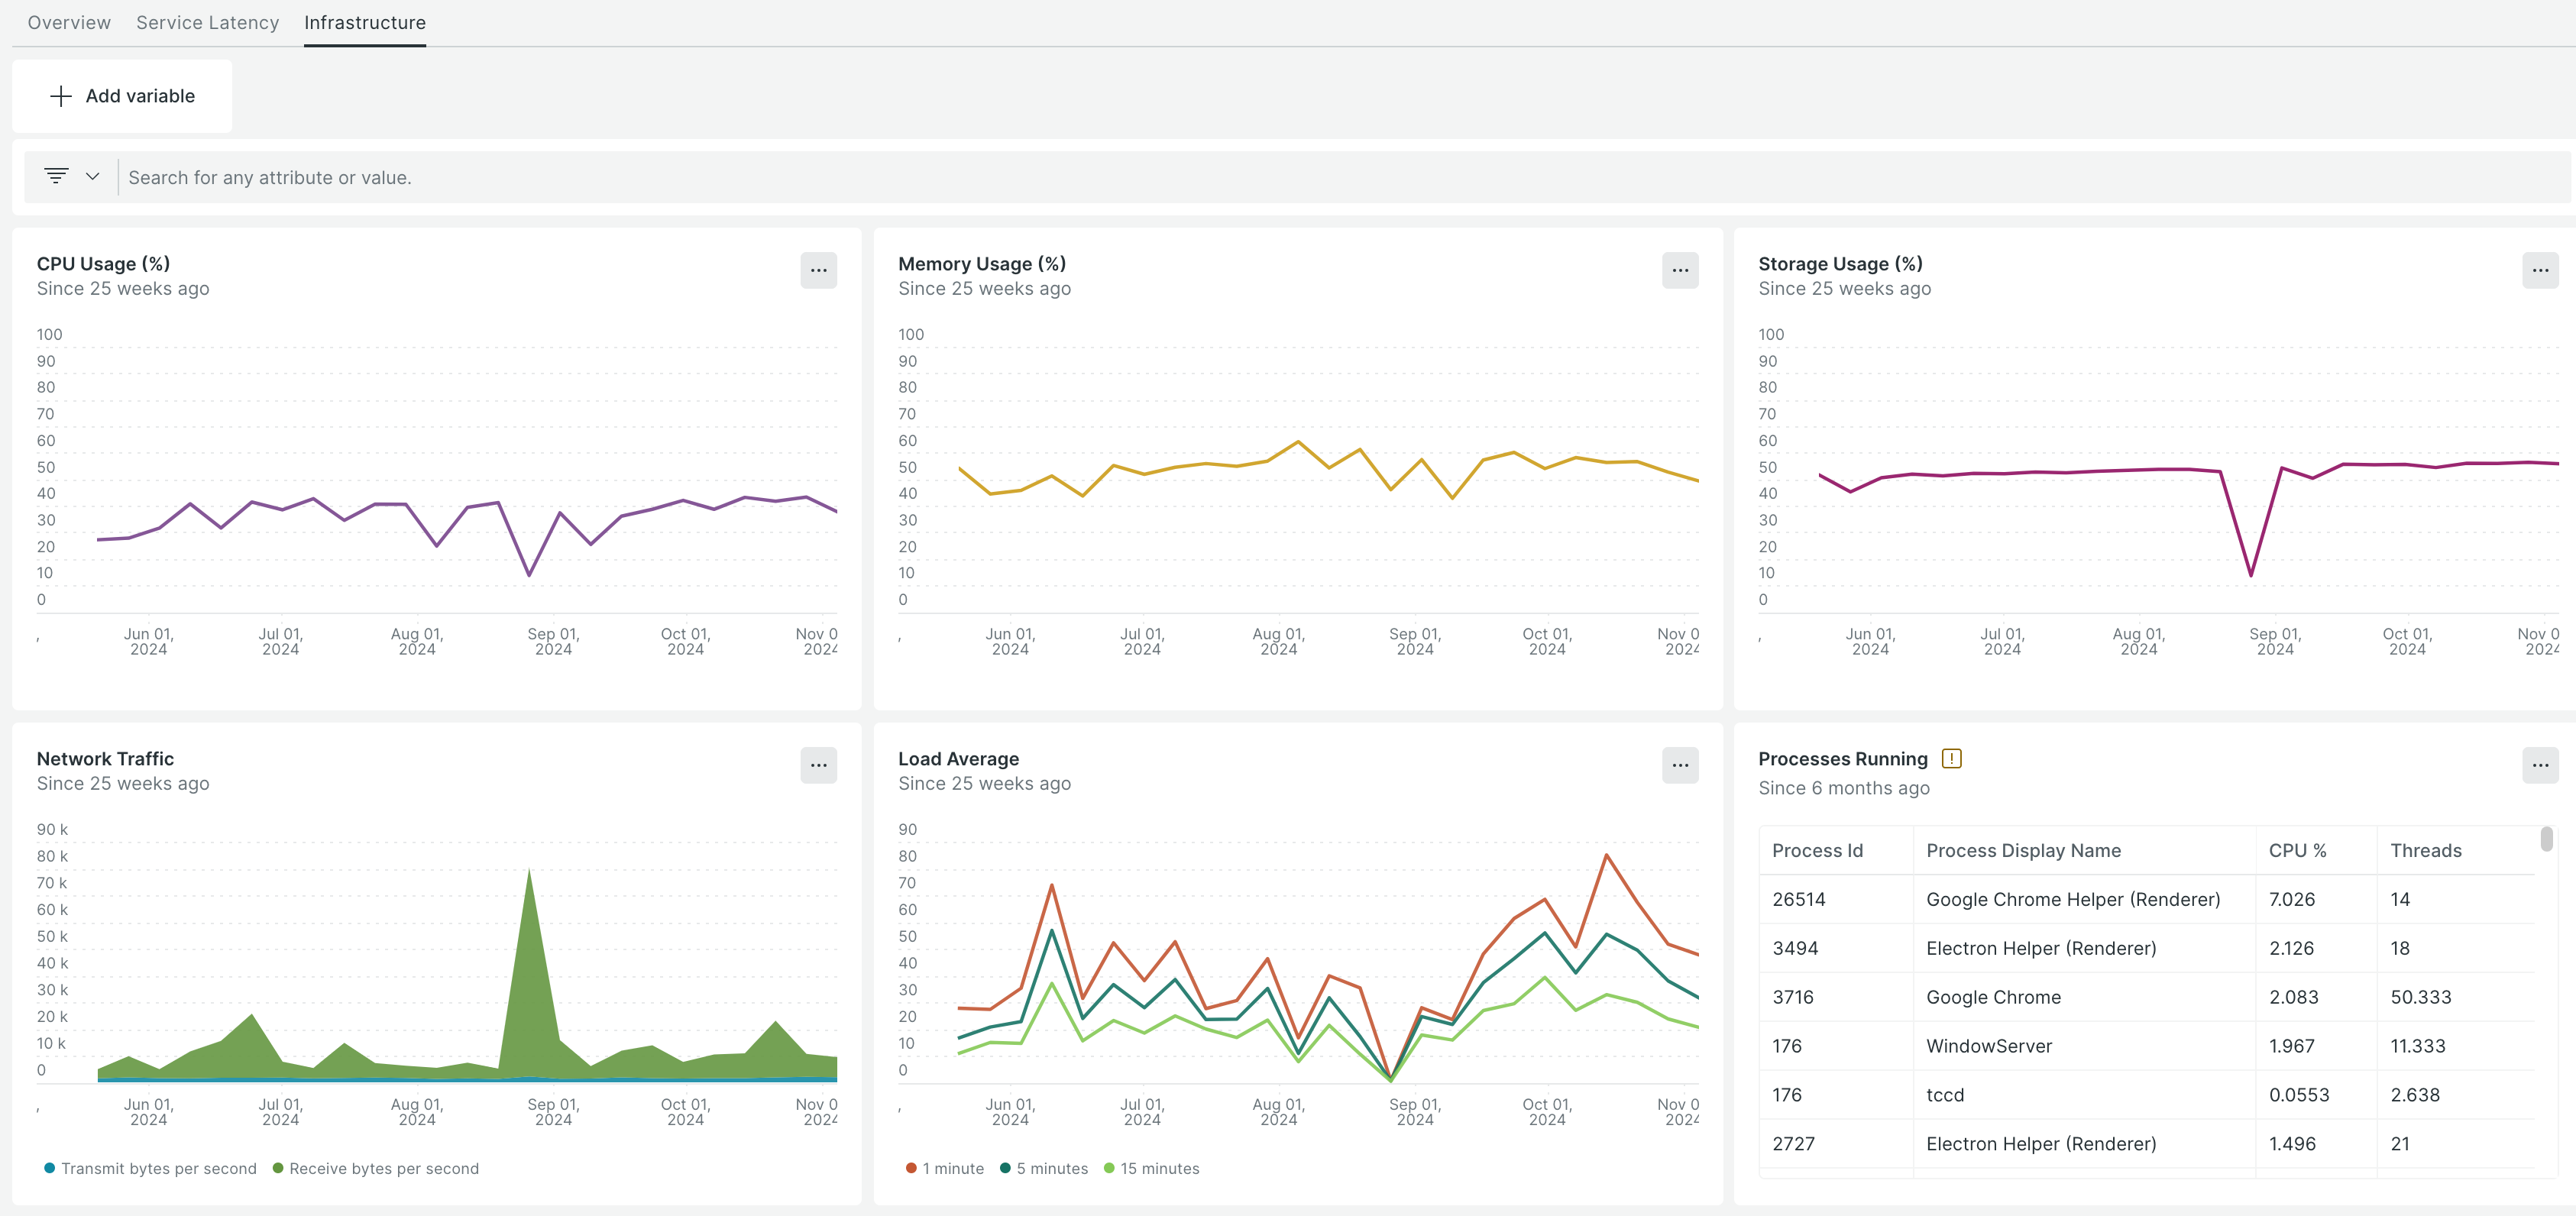 Overview Service Latency Infrastructure
Add variable
Search for any attribute or value.
CPU Usage (%)
Since 25 weeks ago
...
100
90
80
70
60
50
40
30
20
10
0
, Jun 01, Jul 01, Aug 01, Sep 01, Oct 01, Nov 0
2024 2024 2024 2024 2024 2024
Memory Usage (%)
Since 25 weeks ago
...
100
90
80
70
60
50
40
30
20
10
0
, Jun 01, Jul 01, Aug 01, Sep 01, Oct 01, Nov 0
2024 2024 2024 2024 2024 2024
Storage Usage (%)
Since 25 weeks ago
...
100
90
80
70
60
50
40
30
20
10
0
, Jun 01, Jul 01, Aug 01, Sep 01, Oct 01, Nov 0
2024 2024 2024 2024 2024 2024
Network Traffic
Since 25 weeks ago
...
90 k
80 k
70 k
60 k
50 k
40 k
30 k
20 k
10 k
0
, Jun 01, Jul 01, Aug 01, Sep 01, Oct 01, Nov 0
2024 2024 2024 2024 2024 2024
Transmit bytes per second Receive bytes per second
Load Average
Since 25 weeks ago
...
90
80
70
60
50
40
30
20
10
0
, Jun 01, Jul 01, Aug 01, Sep 01, Oct 01, Nov 0
2024 2024 2024 2024 2024 2024
1 minute 5 minutes 15 minutes
Processes Running !
Since 6 months ago
...
Process Id Process Display Name CPU % Threads
26514 Google Chrome Helper (Renderer) 7.026 14
3494 Electron Helper (Renderer) 2.126 18
3716 Google Chrome 2.083 50.333
176 WindowServer 1.967 11.333
176 tccd 0.0553 2.638
2727 Electron Helper (Renderer) 1.496 21